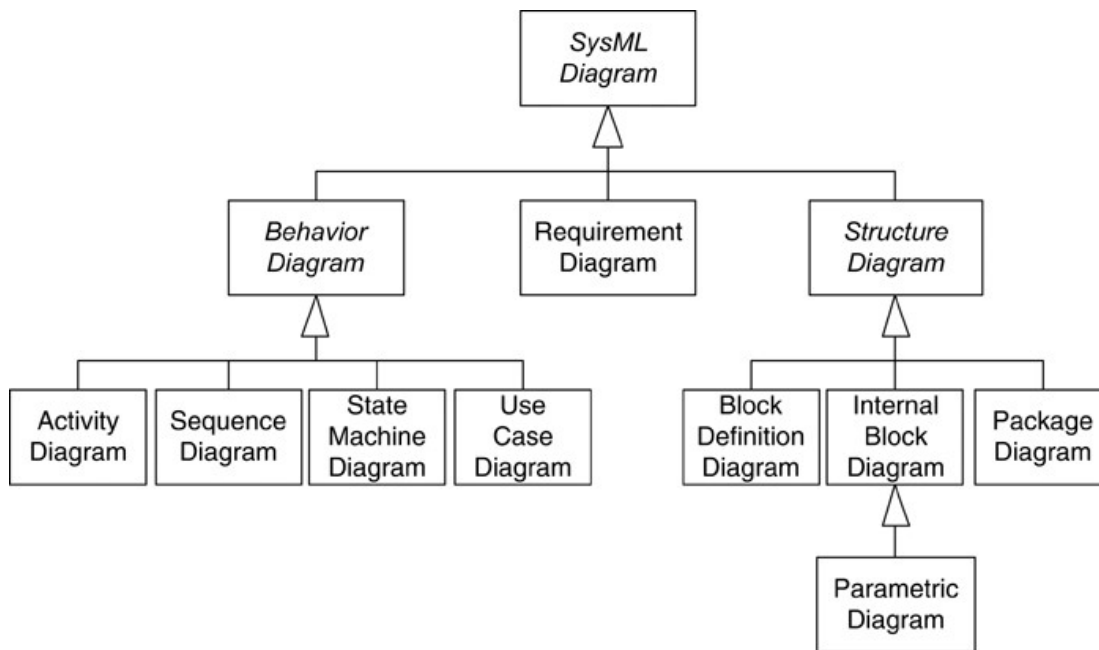 SysML
Diagram
Behavior
Diagram
Requirement
Diagram
Structure
Diagram
Activity
Diagram
Sequence
Diagram
State
Machine
Diagram
Use
Case
Diagram
Block
Definition
Diagram
Internal
Block
Diagram
Package
Diagram
Parametric
Diagram